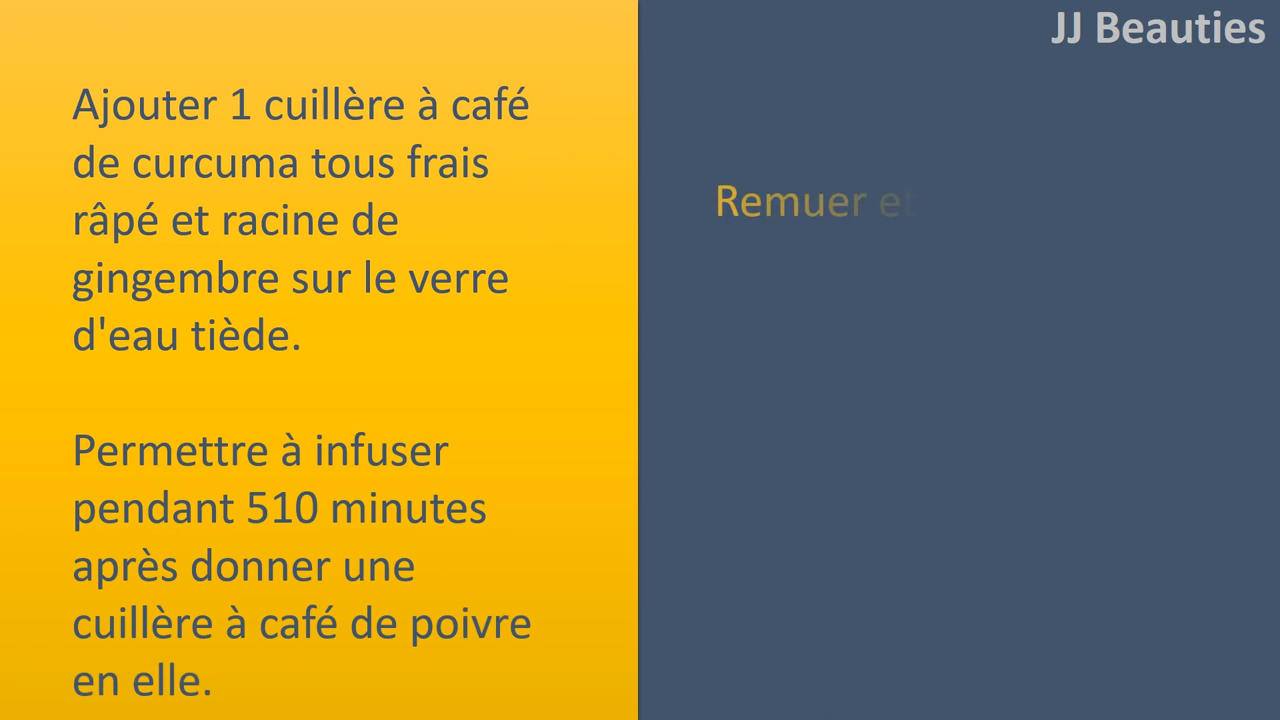 JJ Beauties
Ajouter 1 cuillère à café
de curcuma tous frais
râpé et racine de
gingembre sur le verre
d'eau tiède.
Permettre à infuser
pendant 510 minutes
après donner une
cuillère à café de poivre
en elle.
Remuer et